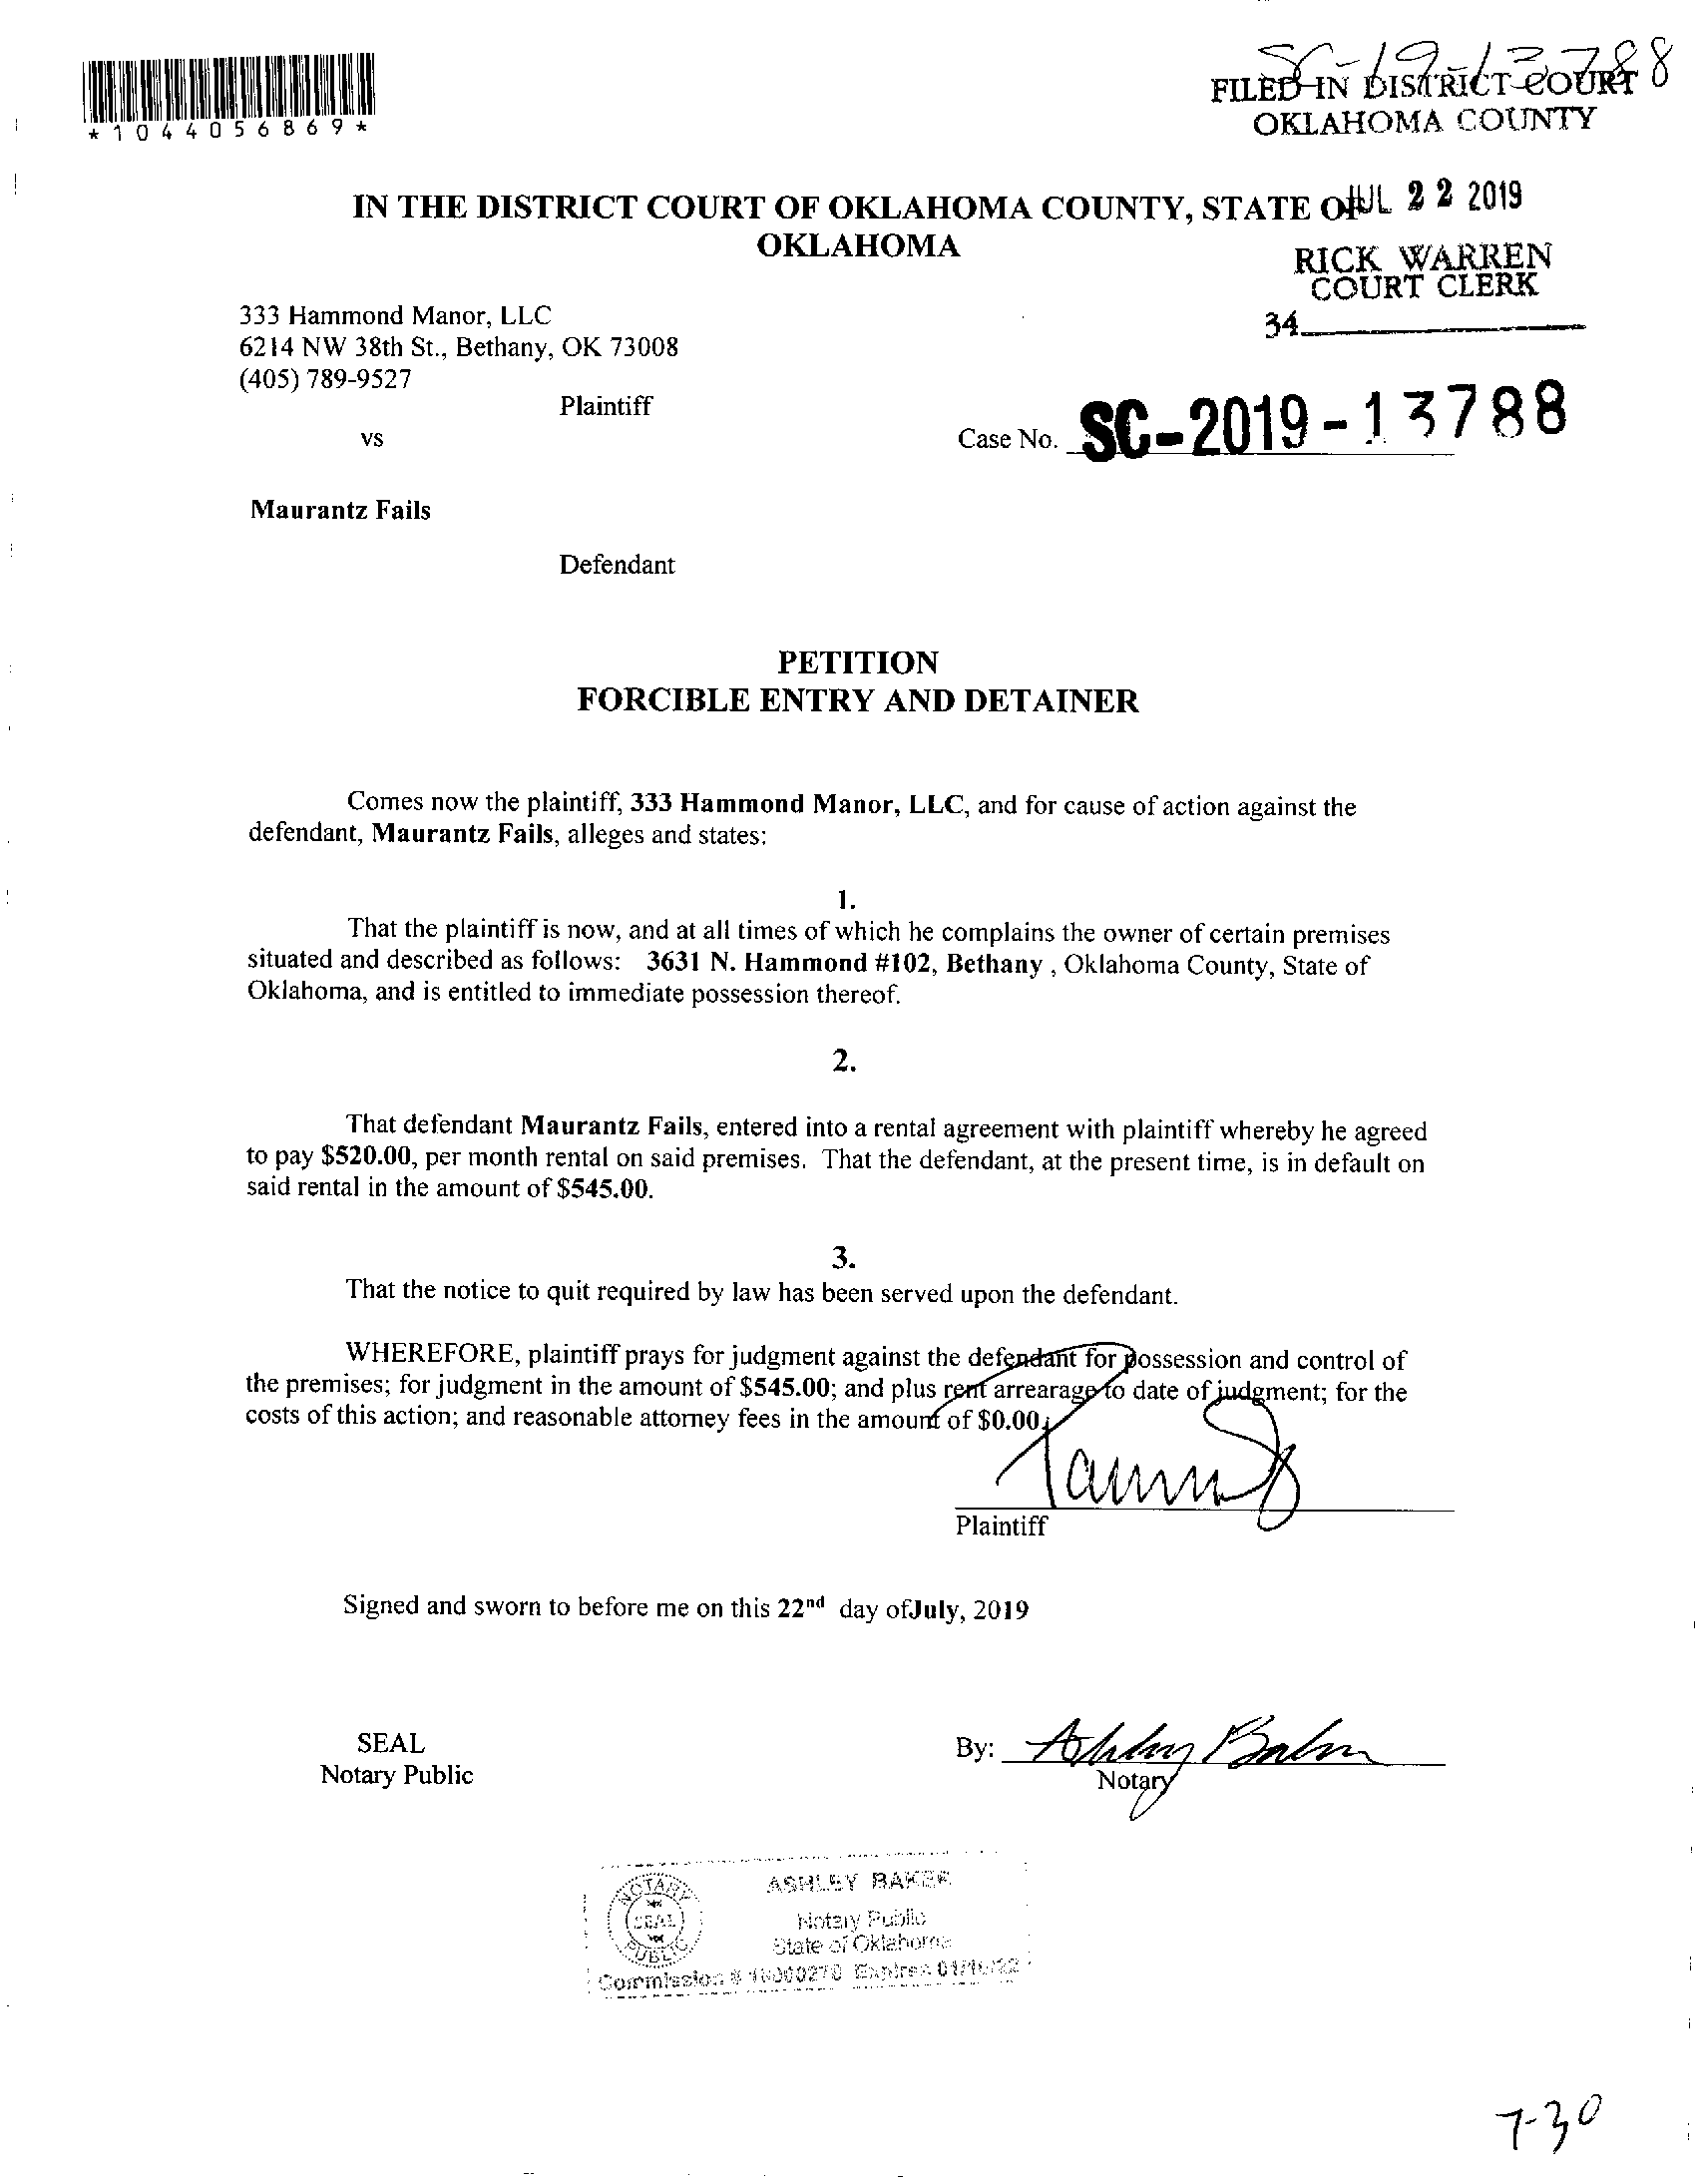 SC-19-13788
FILED IN DISTRICT COURT
OKLAHOMA COUNTY
*1044056869*
IN THE DISTRICT COURT OF OKLAHOMA COUNTY, STATE OF
JUL 22 2019
OKLAHOMA
RICK WARREN
COURT CLERK
34
333 Hammond Manor, LLC
6214 NW 38th St., Bethany, OK 73008
(405) 789-9527
Plaintiff
vs
Case No. SC-2019-13788
Maurantz Fails
Defendant
PETITION
FORCIBLE ENTRY AND DETAINER
Comes now the plaintiff, 333 Hammond Manor, LLC, and for cause of action against the
defendant, Maurantz Fails, alleges and states:
1.
That the plaintiff is now, and at all times of which he complains the owner of certain premises
situated and described as follows: 3631 N. Hammond #102, Bethany , Oklahoma County, State of
Oklahoma, and is entitled to immediate possession thereof.
2.
That defendant Maurantz Fails, entered into a rental agreement with plaintiff whereby he agreed
to pay $520.00, per month rental on said premises. That the defendant, at the present time, is in default on
said rental in the amount of $545.00.
3.
That the notice to quit required by law has been served upon the defendant.
WHEREFORE, plaintiff prays for judgment against the defendant for possession and control of
the premises; for judgment in the amount of $545.00; and plus rent arrearage to date of judgment; for the
costs of this action; and reasonable attorney fees in the amount of $0.00.
Plaintiff
Signed and sworn to before me on this 22nd day ofJuly, 2019
SEAL
Notary Public
By: Ashley Baker
Notary
NOTARY
SEAL
PUBLIC
ASHLEY BAKER
Notary Public
State of Oklahoma
Commission # Expires
7-30